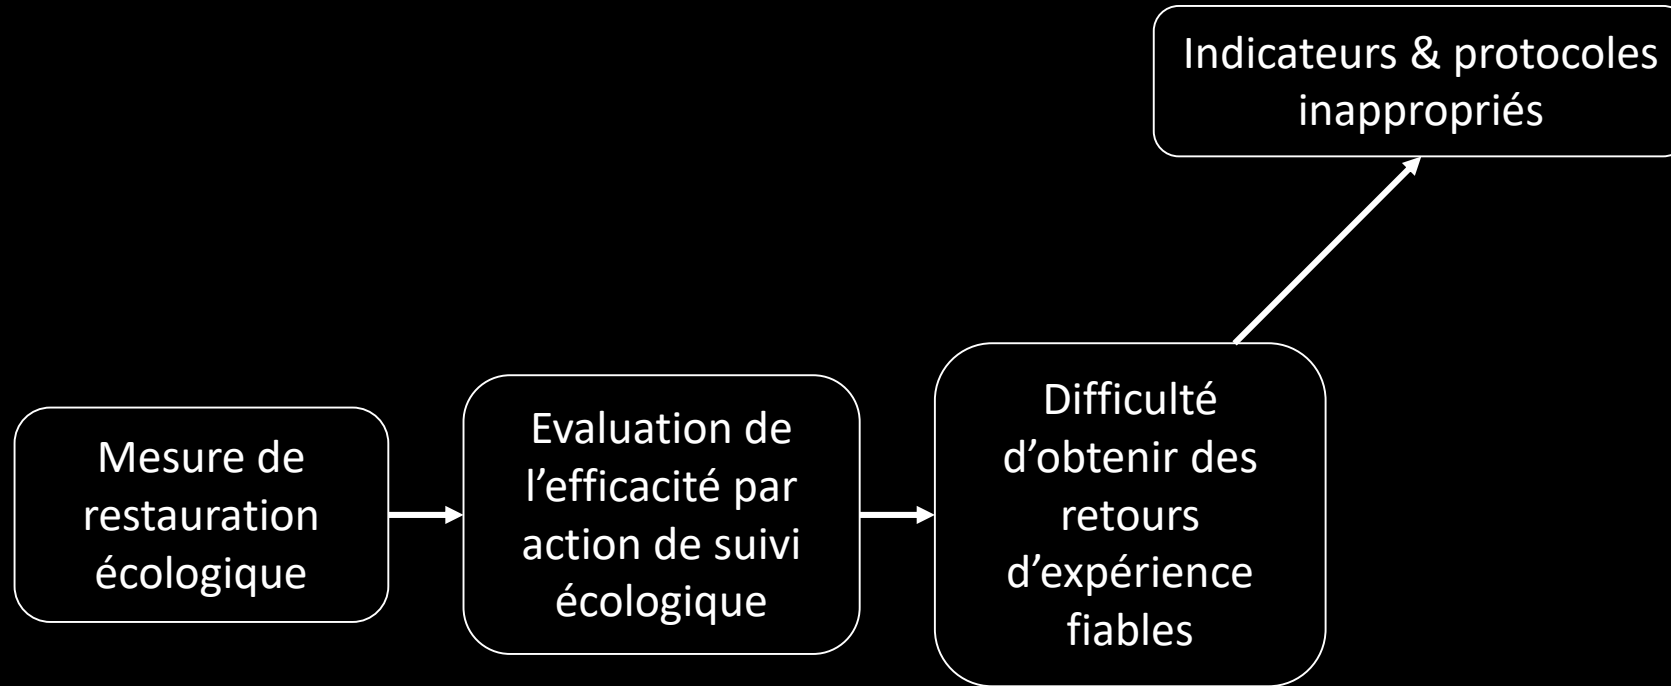 Indicateurs & protocoles
inappropriés
Mesure de
restauration
écologique
Evaluation de
l’efficacité par
action de suivi
écologique
Difficulté
d’obtenir des
retours
d’expérience
fiables